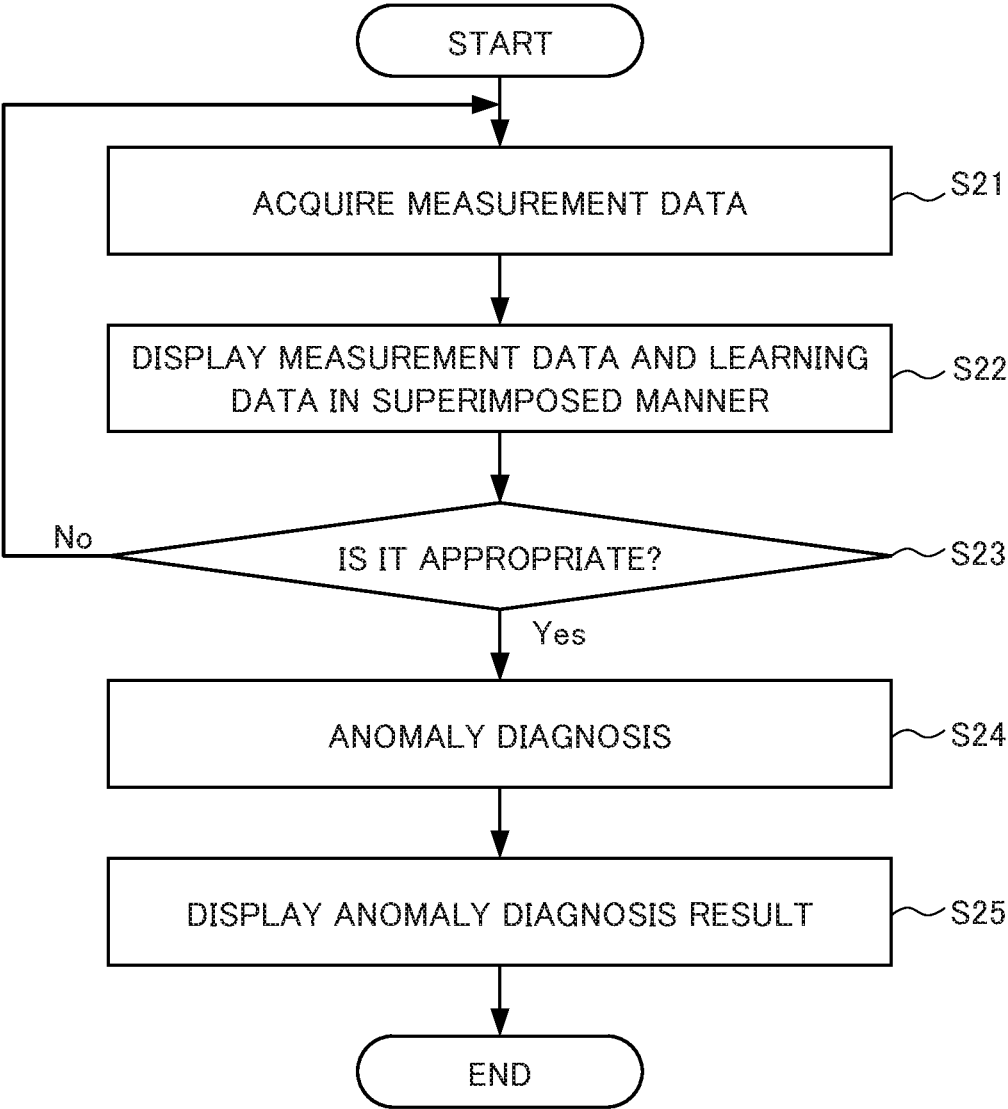 START
ACQUIRE MEASUREMENT DATA
S21
DISPLAY MEASUREMENT DATA AND LEARNING
DATA IN SUPERIMPOSED MANNER
S22
No
IS IT APPROPRIATE?
S23
Yes
ANOMALY DIAGNOSIS
S24
DISPLAY ANOMALY DIAGNOSIS RESULT
S25
END